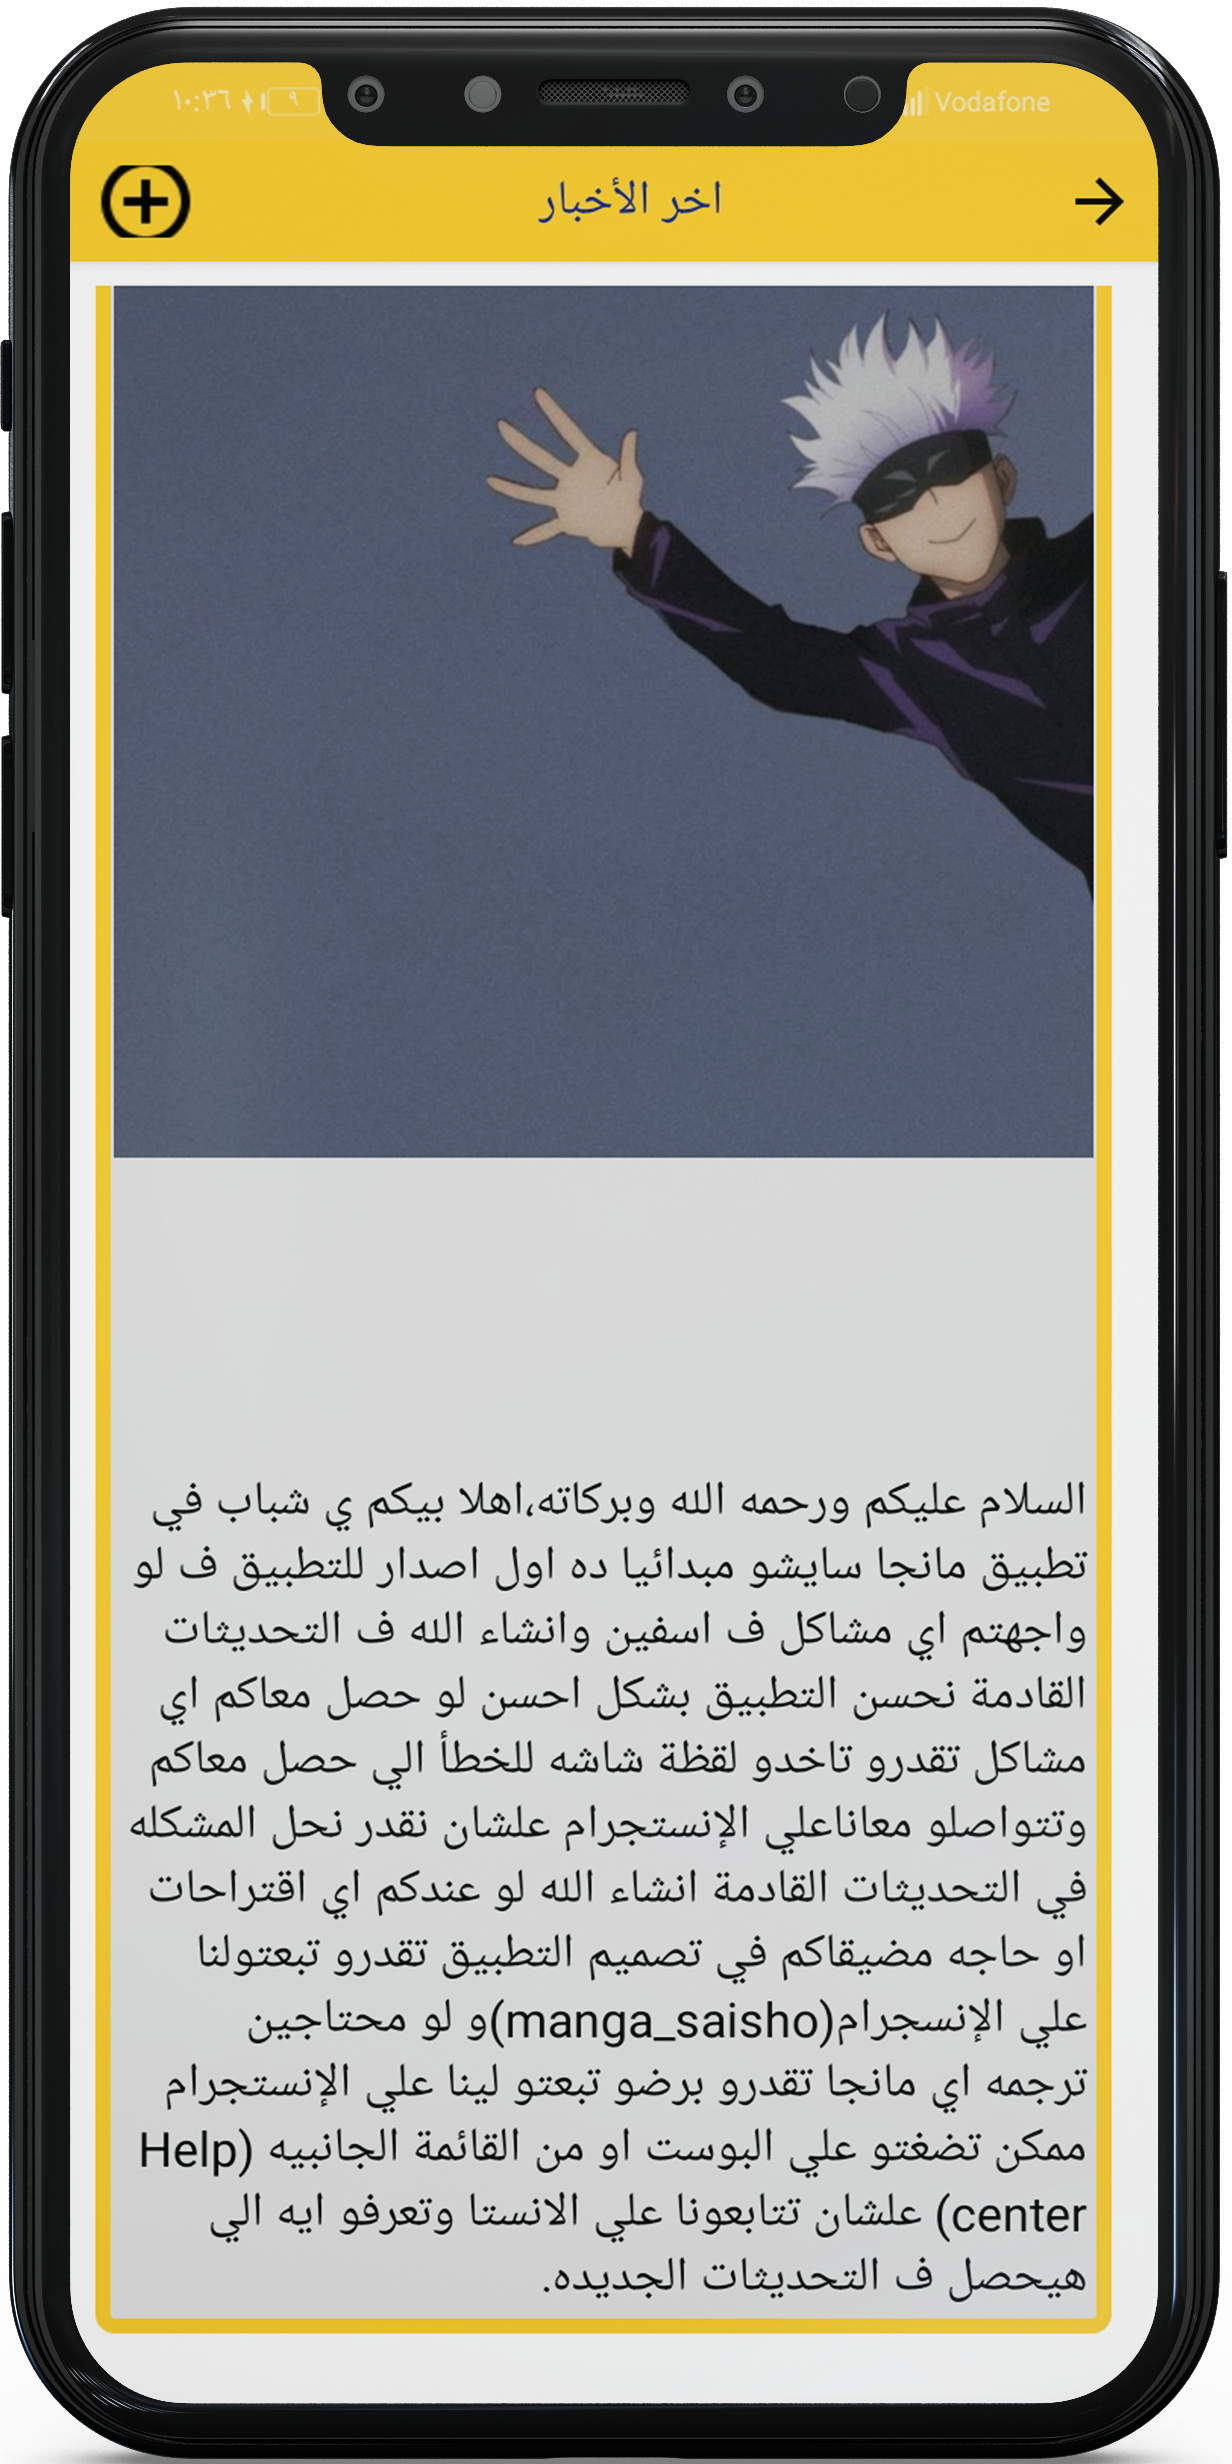 Vodafone
٩
١٠:٣٦
اخر الأخبار
السلام عليكم ورحمه الله وبركاته،اهلا بيكم ي شباب في
تطبيق مانجا سايشو مبدائيا ده اول اصدار للتطبيق ف لو
واجهتم اي مشاكل ف اسفين وانشاء الله ف التحديثات
القادمة نحسن التطبيق بشكل احسن لو حصل معاكم اي
مشاكل تقدرو تاخدو لقظة شاشه للخطأ الي حصل معاكم
وتتواصلو معاناعلي الإنستجرام علشان نقدر نحل المشكله
في التحديثات القادمة انشاء الله لو عندكم اي اقتراحات
او حاجه مضيقاكم في تصميم التطبيق تقدرو تبعتولنا
علي الإنسجرام(manga_saisho)و لو محتاجين
ترجمه اي مانجا تقدرو برضو تبعتو لينا علي الإنستجرام
ممكن تضغتو علي البوست او من القائمة الجانبيه (Help
center) علشان تتابعونا علي الانستا وتعرفو ايه الي
هيحصل ف التحديثات الجديده.